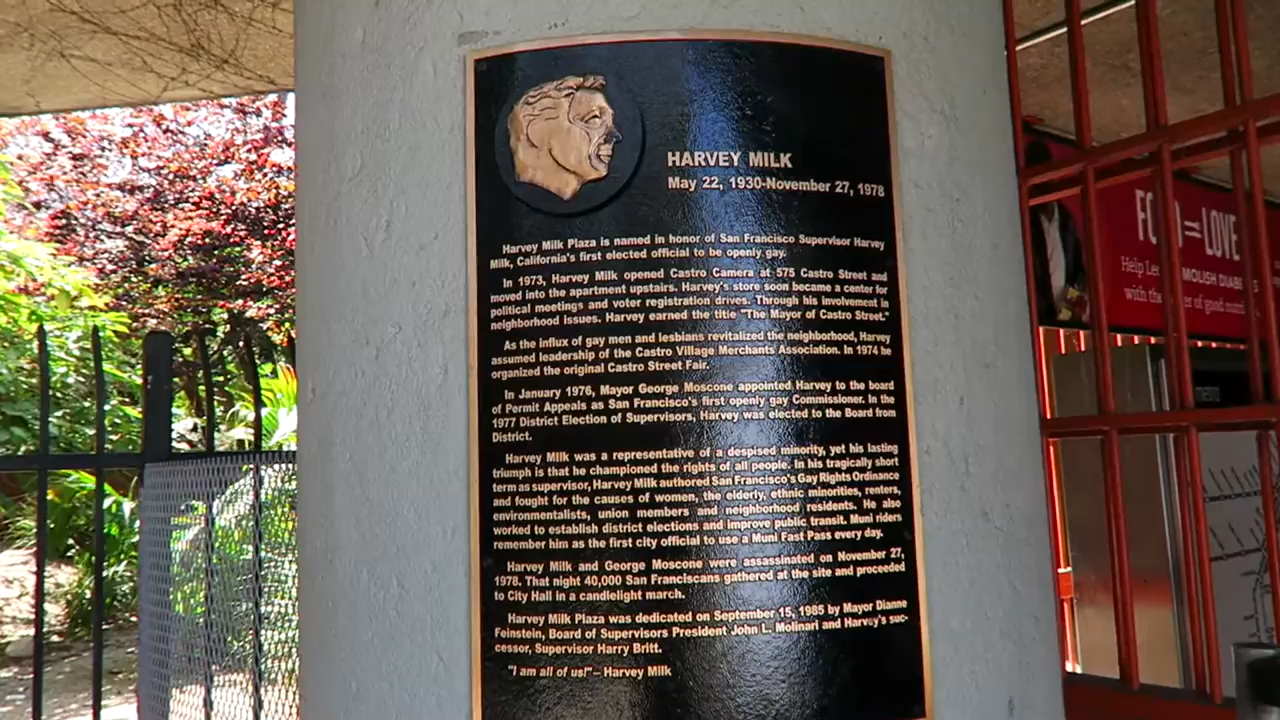 HARVEY MILK
May 22, 1930-November 27, 1978
Harvey Milk Plaza is named in honor of San Francisco Supervisor Harvey
Milk, California's first elected official to be openly gay.
In 1973, Harvey Milk opened Castro Camera at 575 Castro Street and
moved into the apartment upstairs. Harvey's store soon became a center for
political meetings and voter registration drives. Through his involvement in
neighborhood issues. Harvey earned the title "The Mayor of Castro Street."
As the influx of gay men and lesbians revitalized the neighborhood, Harvey
assumed leadership of the Castro Village Merchants Association. In 1974 he
organized the original Castro Street Fair.
In January 1976, Mayor George Moscone appointed Harvey to the board
of Permit Appeals as San Francisco's first openly gay Commissioner. In the
1977 District Election of Supervisors, Harvey was elected to the Board from
District.
Harvey Milk was a representative of a despised minority, yet his lasting
triumph is that he championed the rights of all people. In his tragically short
term as supervisor, Harvey Milk authored San Francisco's Gay Rights Ordinance
and fought for the causes of women, the elderly, ethnic minorities, renters,
environmentalists, union members and neighborhood residents. He also
worked to establish district elections and improve public transit. Muni riders
remember him as the first city official to use a Muni Fast Pass every day.
Harvey Milk and George Moscone were assassinated on November 27,
1978. That night 40,000 San Franciscans gathered at the site and proceeded
to City Hall in a candlelight march.
Harvey Milk Plaza was dedicated on September 15, 1985 by Mayor Dianne
Feinstein, Board of Supervisors President John L. Molinari and Harvey's suc-
cessor, Supervisor Harry Britt.
"I am all of us!"– Harvey Milk
=LOVE
Help
with the of good